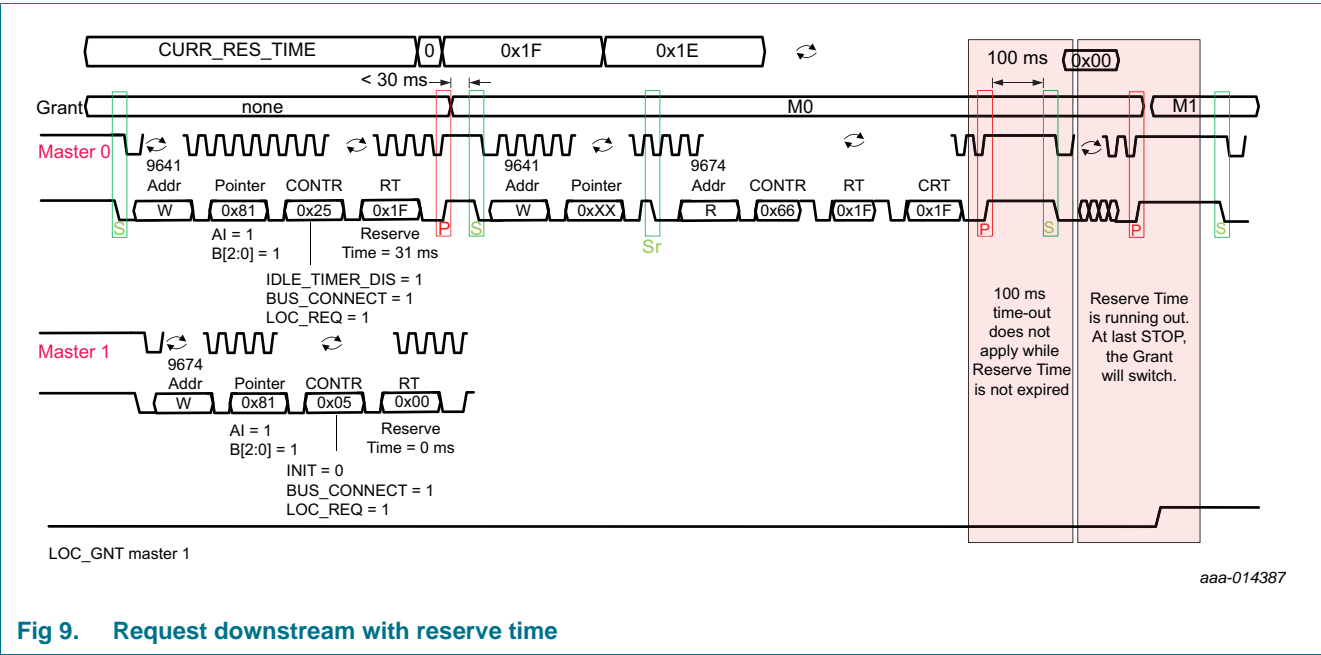 CURR_RES_TIME 0 0x1F 0x1E 100 ms 0x00
< 30 ms
Grant none M0 M1
Master 0
9641 9641 9674
Addr Pointer CONTR RT Addr Pointer Addr CONTR RT CRT
W 0x81 0x25 0x1F W 0xXX R 0x66 0x1F 0x1F
S P S Sr P S P S
AI = 1 Reserve
B[2:0] = 1 Time = 31 ms
IDLE_TIMER_DIS = 1
BUS_CONNECT = 1
LOC_REQ = 1
100 ms
time-out
does not
apply while
Reserve Time
is not expired
Reserve Time
is running out.
At last STOP,
the Grant
will switch.
Master 1
9674
Addr Pointer CONTR RT
W 0x81 0x05 0x00
AI = 1 Reserve
B[2:0] = 1 Time = 0 ms
INIT = 0
BUS_CONNECT = 1
LOC_REQ = 1
LOC_GNT master 1
aaa-014387
Fig 9. Request downstream with reserve time